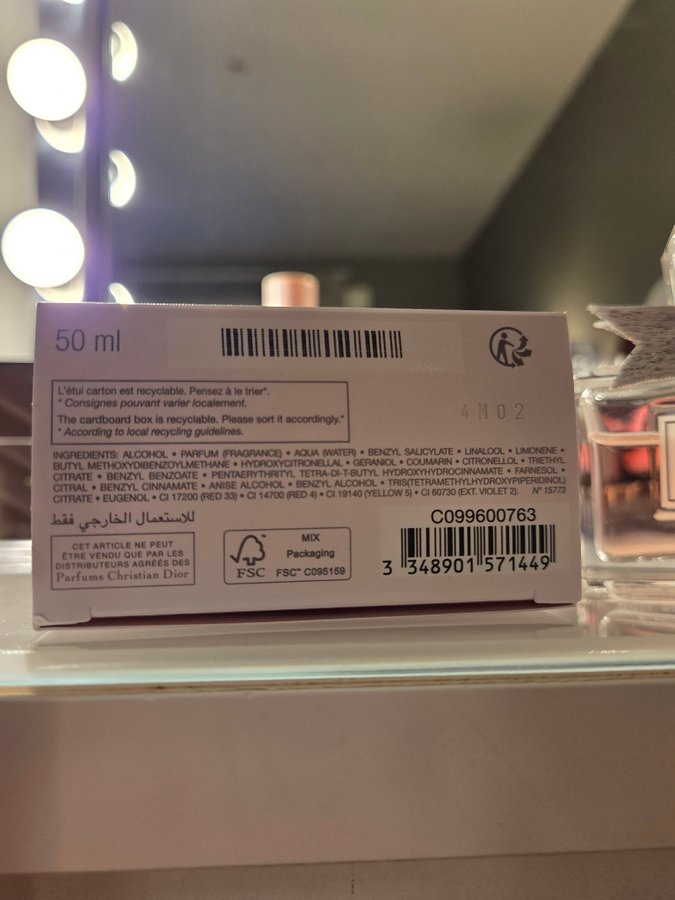 50 ml
L'étui carton est recyclable. Pensez à le trier*.
* Consignes pouvant varier localement.
The cardboard box is recyclable. Please sort it accordingly.*
* According to local recycling guidelines.
4M02
INGREDIENTS: ALCOHOL • PARFUM (FRAGRANCE) • AQUA (WATER) • BENZYL SALICYLATE • LINALOOL • LIMONENE •
BUTYL METHOXYDIBENZOYLMETHANE • HYDROXYCITRONELLAL • GERANIOL • COUMARIN • CITRONELLOL • TRIETHYL
CITRATE • BENZYL BENZOATE • PENTAERYTHRITYL TETRA-DI-T-BUTYL HYDROXYHYDROCINNAMATE • FARNESOL •
CITRAL • BENZYL CINNAMATE • ANISE ALCOHOL • BENZYL ALCOHOL • TRIS(TETRAMETHYLHYDROXYPIPERIDINOL)
CITRATE • EUGENOL • CI 17200 (RED 33) • CI 14700 (RED 4) • CI 19140 (YELLOW 5) • CI 60730 (EXT. VIOLET 2). N° 15773
للاستعمال الخارجي فقط
CET ARTICLE NE PEUT
ÊTRE VENDU QUE PAR LES
DISTRIBUTEURS AGRÉÉS DES
Parfums Christian Dior
FSC
MIX
Packaging
FSC™ C095159
C099600763
3 348901 571449